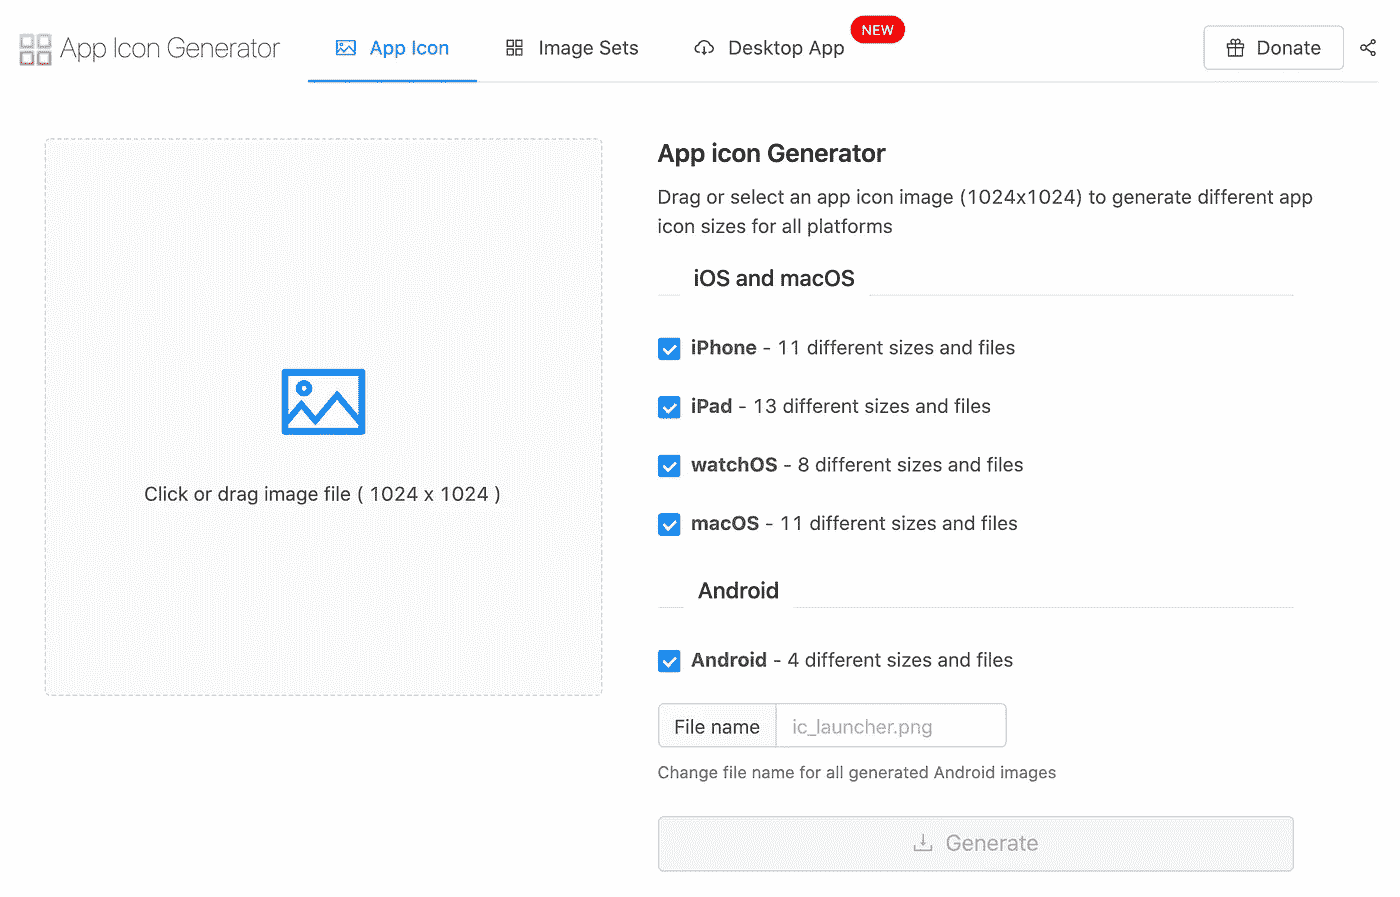 App Icon Generator
App Icon
Image Sets
Desktop App
NEW
Donate
Click or drag image file ( 1024 x 1024 )
App icon Generator
Drag or select an app icon image (1024x1024) to generate different app
icon sizes for all platforms
iOS and macOS
iPhone - 11 different sizes and files
iPad - 13 different sizes and files
watchOS - 8 different sizes and files
macOS - 11 different sizes and files
Android
Android - 4 different sizes and files
File name
ic_launcher.png
Change file name for all generated Android images
Generate